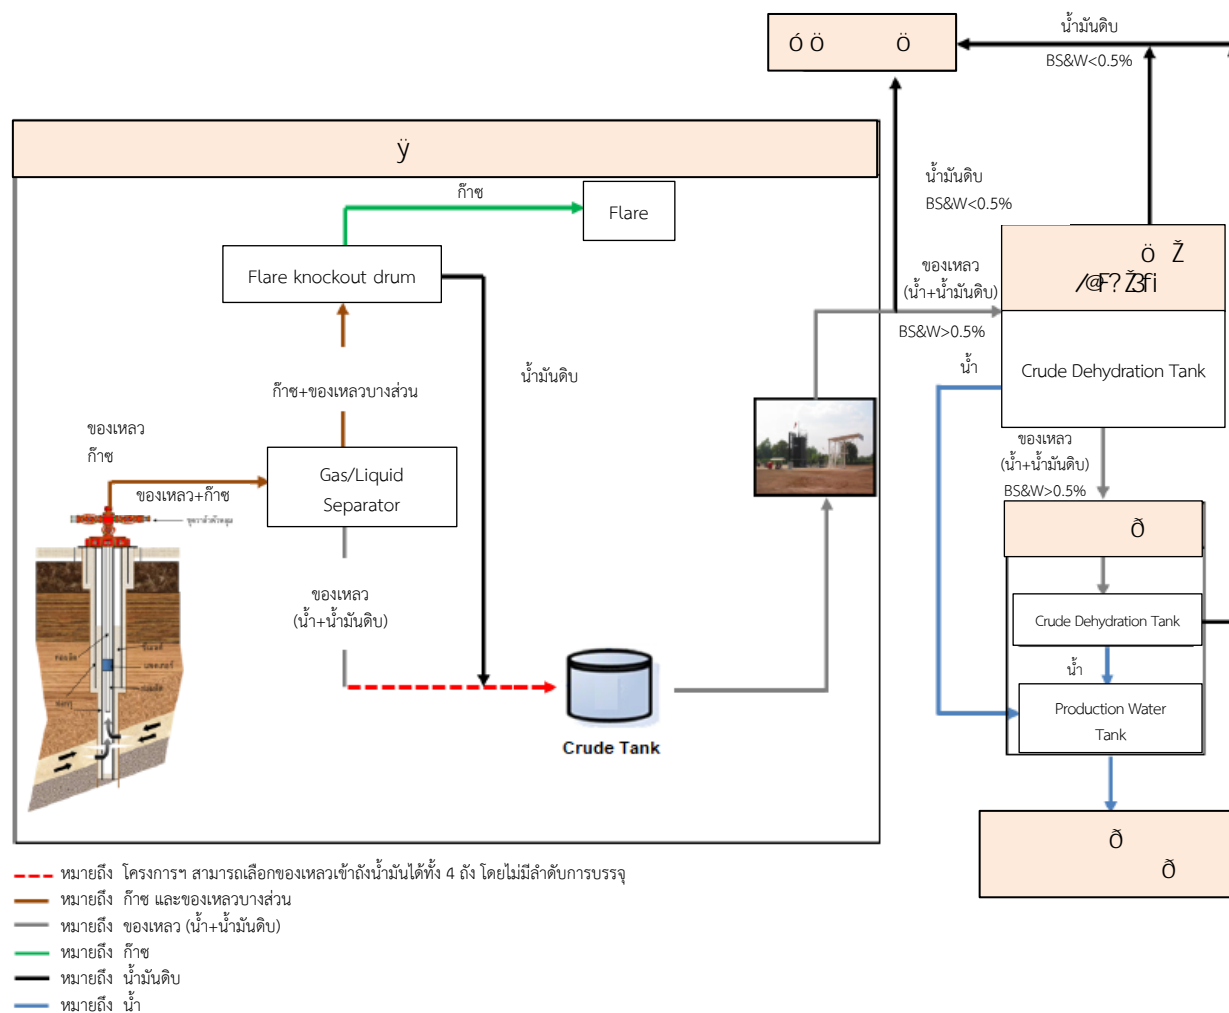 น้ำมันดิบ
BS&W<0.5%
น้ำมันดิบ
BS&W<0.5%
ก๊าซ
Flare
Flare knockout drum
ของเหลว
(น้ำ+น้ำมันดิบ)
BS&W>0.5%
น้ำมันดิบ
น้ำ
Crude Dehydration Tank
ก๊าซ+ของเหลวบางส่วน
ของเหลว
ก๊าซ
ของเหลว+ก๊าซ
Gas/Liquid
Separator
ของเหลว
(น้ำ+น้ำมันดิบ)
BS&W>0.5%
ของเหลว
(น้ำ+น้ำมันดิบ)
Crude Dehydration Tank
น้ำ
Production Water
Tank
Crude Tank
หมายถึง โครงการฯ สามารถเลือกของเหลวเข้าถังน้ำมันได้ทั้ง 4 ถัง โดยไม่มีลำดับการบรรจุ
หมายถึง ก๊าซ และของเหลวบางส่วน
หมายถึง ของเหลว (น้ำ+น้ำมันดิบ)
หมายถึง ก๊าซ
หมายถึง น้ำมันดิบ
หมายถึง น้ำ